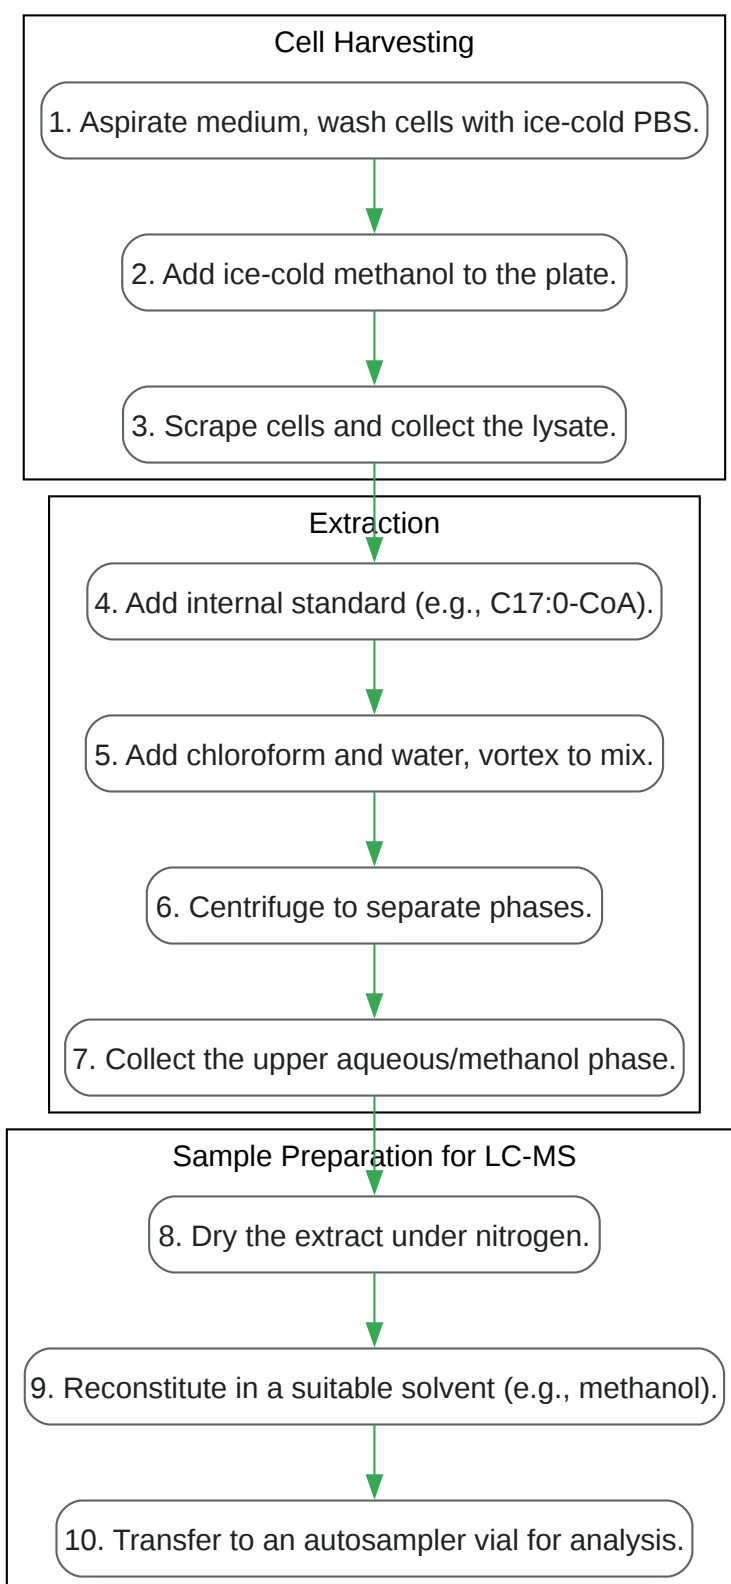 Cell Harvesting
1. Aspirate medium, wash cells with ice-cold PBS.
2. Add ice-cold methanol to the plate.
3. Scrape cells and collect the lysate.
Extraction
4. Add internal standard (e.g., C17:0-CoA).
5. Add chloroform and water, vortex to mix.
6. Centrifuge to separate phases.
7. Collect the upper aqueous/methanol phase.
Sample Preparation for LC-MS
8. Dry the extract under nitrogen.
9. Reconstitute in a suitable solvent (e.g., methanol).
10. Transfer to an autosampler vial for analysis.